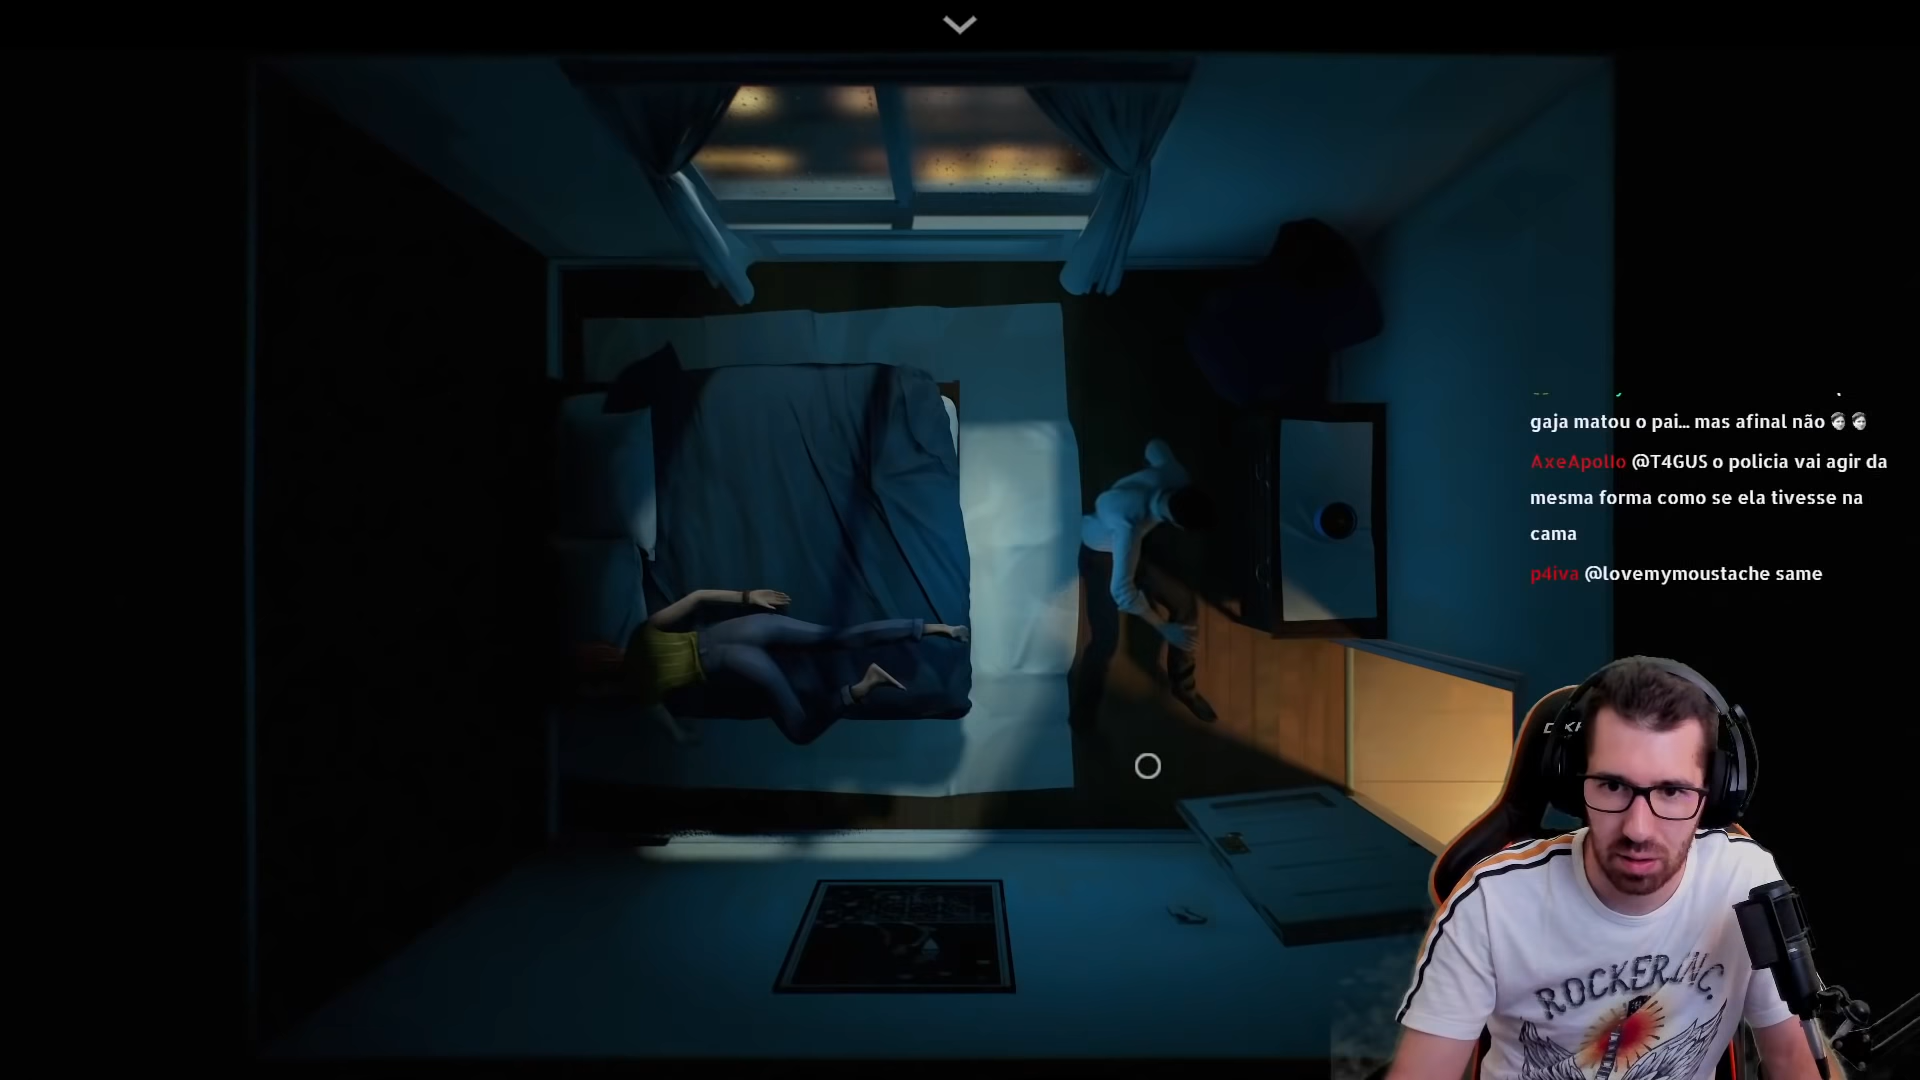 gaja matou o pai... mas afinal não
AxeApollo @T4GUS o policia vai agir da
mesma forma como se ela tivesse na
cama
p4iva @lovemymoustache same
ROCKER INC.